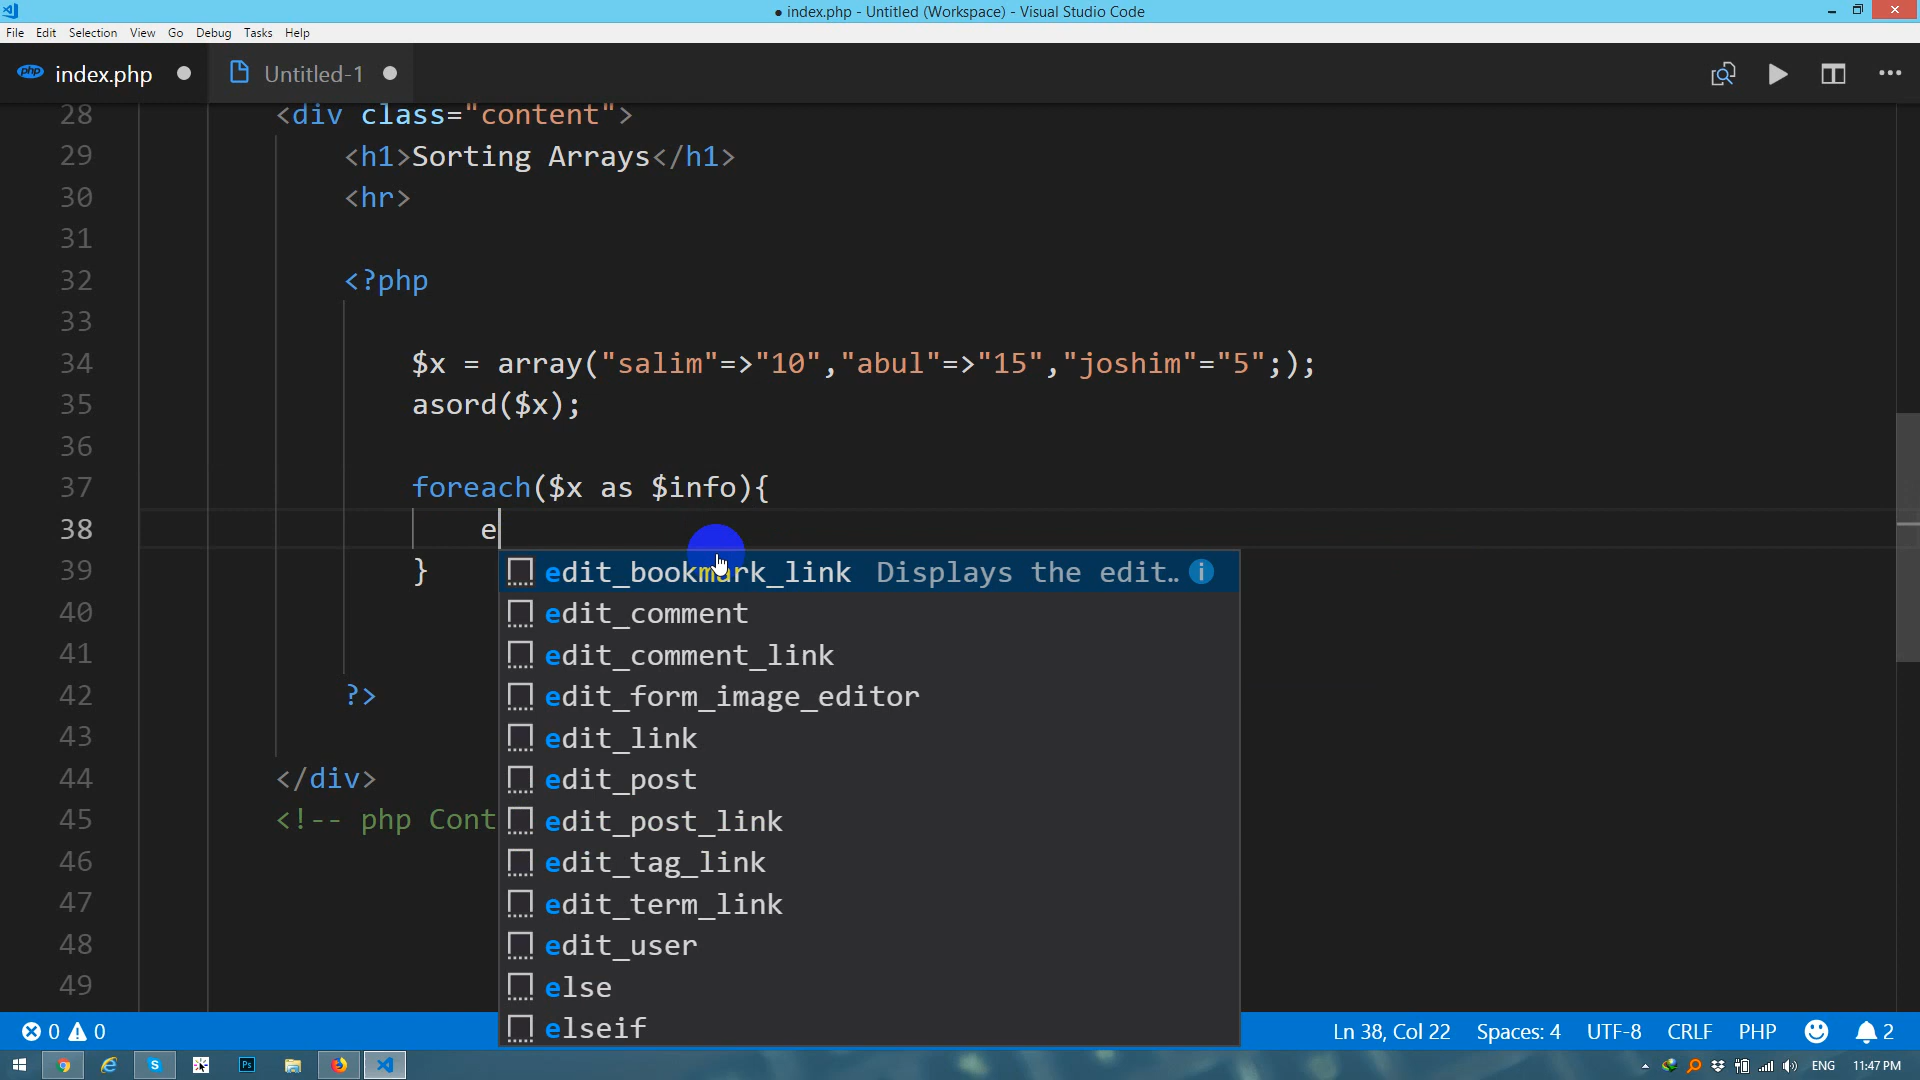 ● index.php - Untitled (Workspace) - Visual Studio Code
File Edit Selection View Go Debug Tasks Help
php index.php ● Untitled-1 ●
28 <div class="content">
29 <h1>Sorting Arrays</h1>
30 <hr>
31
32 <?php
33
34 $x = array("salim"=>"10","abul"=>"15","joshim"="5";);
35 asord($x);
36
37 foreach($x as $info){
38 e
edit_bookmark_link Displays the edit…
39 }
40 edit_comment
41 edit_comment_link
42 ?> edit_form_image_editor
43 edit_link
44 </div> edit_post
45 <!-- php Cont edit_post_link
46 edit_tag_link
47 edit_term_link
48 edit_user
49 else
elseif
0 0 Ln 38, Col 22 Spaces: 4 UTF-8 CRLF PHP 2
Ps ENG 11:47 PM